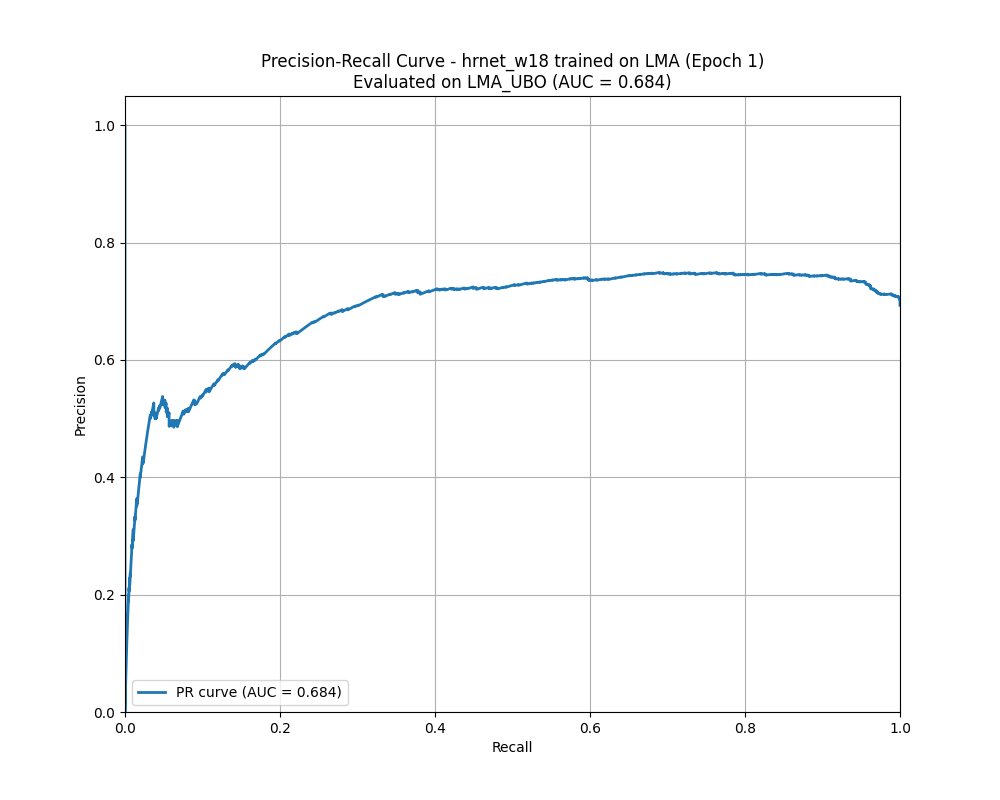 Precision-Recall Curve - hrnet_w18 trained on LMA (Epoch 1)
Evaluated on LMA_UBO (AUC = 0.684)
1.0
0.8
0.6
0.4
0.2
0.0
Precision
PR curve (AUC = 0.684)
0.0 0.2 0.4 0.6 0.8 1.0
Recall